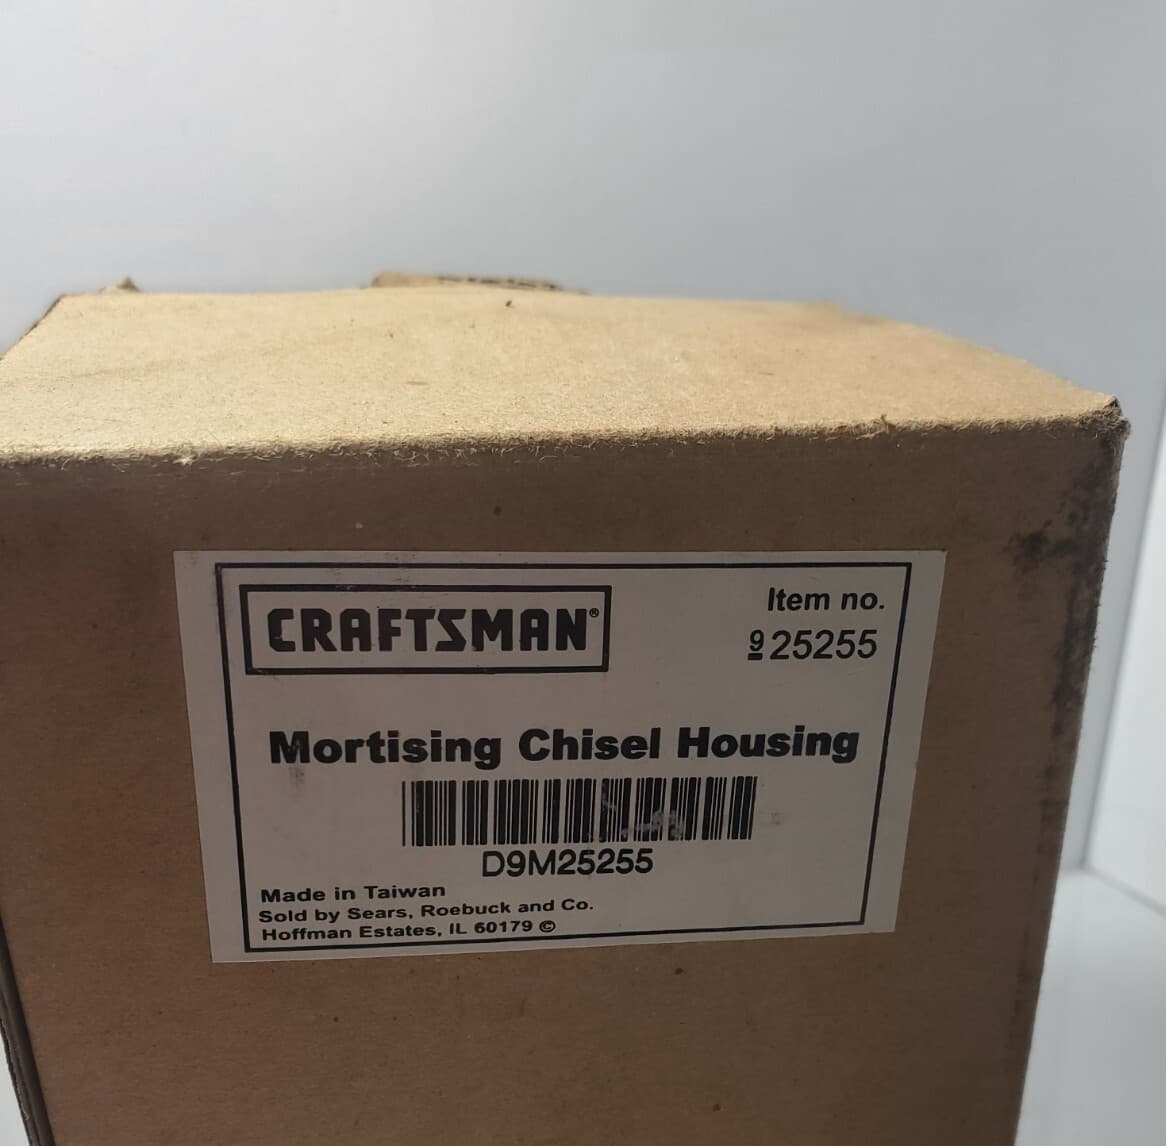 CRAFTSMAN®
Item no.
9 25255
Mortising Chisel Housing
D9M25255
Made in Taiwan
Sold by Sears, Roebuck and Co.
Hoffman Estates, IL 60179 ©